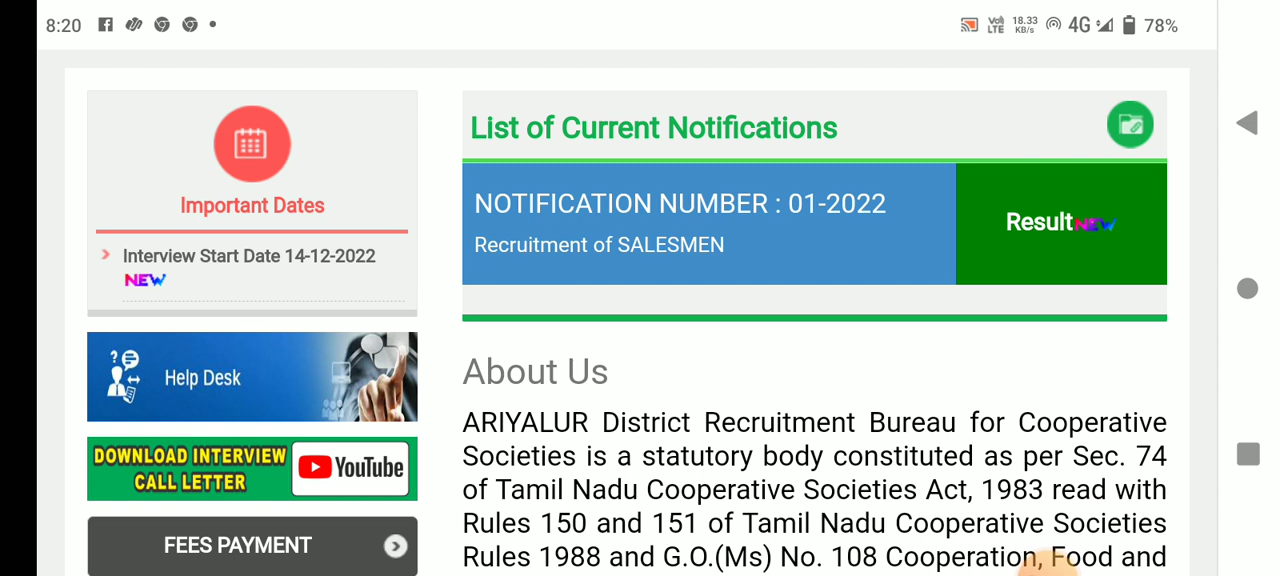 8:20
Vol) LTE
18.33 KB/s
4G
78%
Important Dates
Interview Start Date 14-12-2022
NEW
Help Desk
DOWNLOAD INTERVIEW
CALL LETTER
YouTube
FEES PAYMENT
List of Current Notifications
NOTIFICATION NUMBER : 01-2022
Recruitment of SALESMEN
Result NEW
About Us
ARIYALUR District Recruitment Bureau for Cooperative
Societies is a statutory body constituted as per Sec. 74
of Tamil Nadu Cooperative Societies Act, 1983 read with
Rules 150 and 151 of Tamil Nadu Cooperative Societies
Rules 1988 and G.O.(Ms) No. 108 Cooperation, Food and